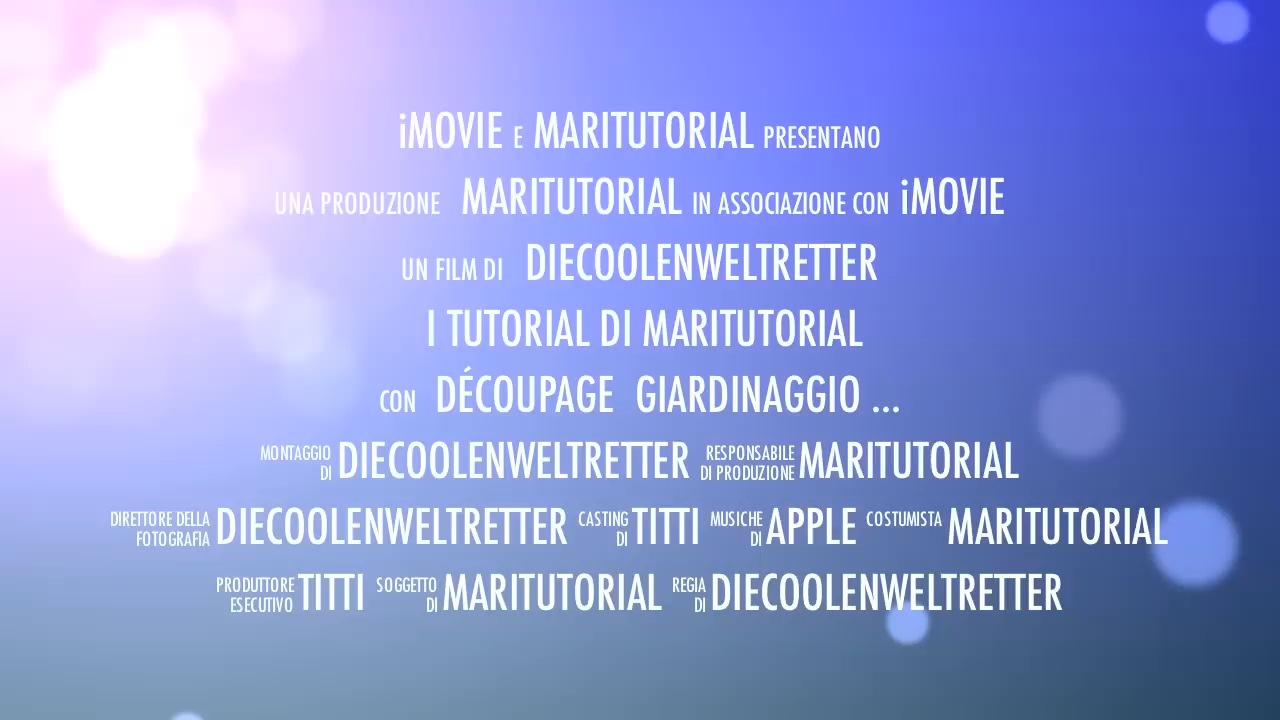 iMOVIE E MARITUTORIAL PRESENTANO
UNA PRODUZIONE MARITUTORIAL IN ASSOCIAZIONE CON iMOVIE
UN FILM DI DIECOOLENWELTRETTER
I TUTORIAL DI MARITUTORIAL
CON DÉCOUPAGE GIARDINAGGIO ...
MONTAGGIO DI DIECOOLENWELTRETTER RESPONSABILE DI PRODUZIONE MARITUTORIAL
DIRETTORE DELLA FOTOGRAFIA DIECOOLENWELTRETTER CASTING DI TITTI MUSICHE DI APPLE COSTUMISTA MARITUTORIAL
PRODUTTORE ESECUTIVO TITTI SOGGETTO DI MARITUTORIAL REGIA DI DIECOOLENWELTRETTER